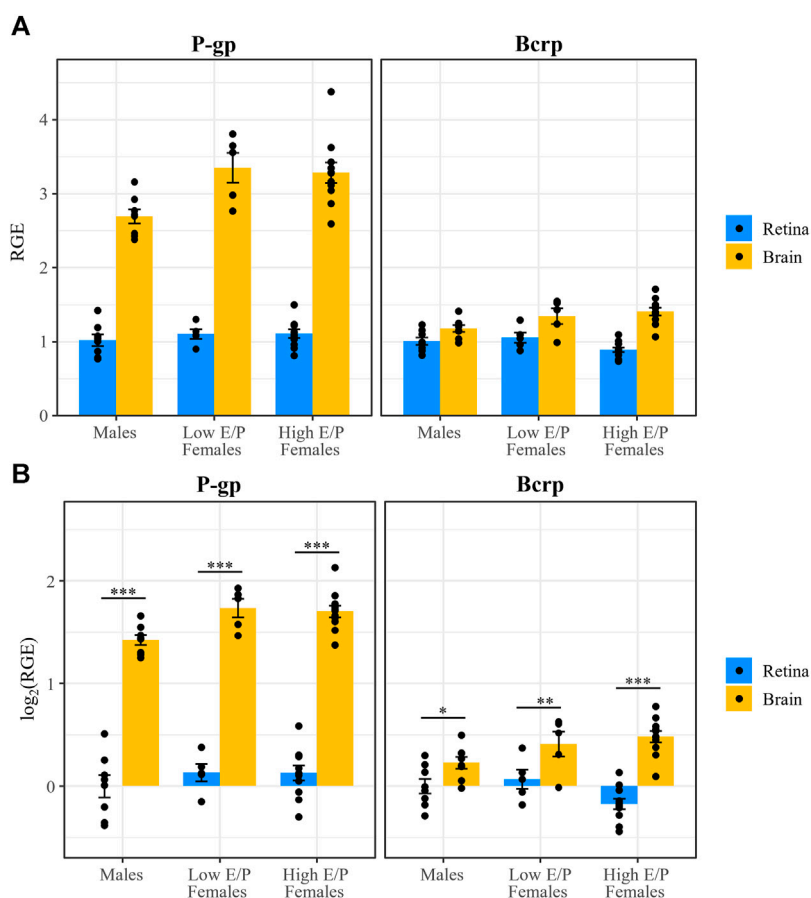 A
P-gp
Bcrp
RGE
4
3
2
1
0
Males
Low E/P
Females
High E/P
Females
Males
Low E/P
Females
High E/P
Females
Retina
Brain
B
P-gp
Bcrp
log₂(RGE)
2
1
0
***
***
***
*
**
***
Males
Low E/P
Females
High E/P
Females
Males
Low E/P
Females
High E/P
Females
Retina
Brain